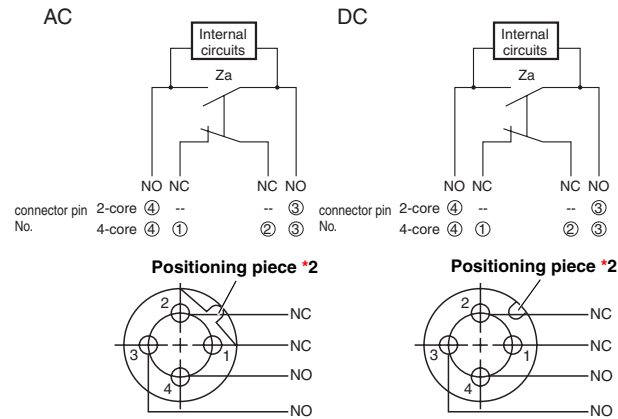 AC
Internal
circuits
Za
NO NC NC NO
connector pin
No.
2-core ④ -- -- ③
4-core ④ ① ② ③
Positioning piece *2
2
3
1
4
NC
NC
NO
NO
DC
Internal
circuits
Za
NO NC NC NO
connector pin
No.
2-core ④ -- -- ③
4-core ④ ① ② ③
Positioning piece *2
2
3
1
4
NC
NC
NO
NO